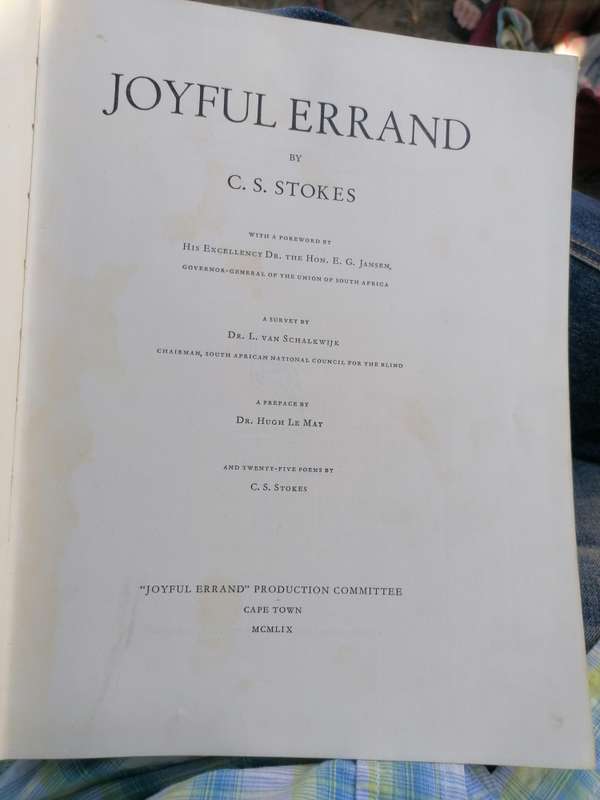 JOYFUL ERRAND
BY
C. S. STOKES
WITH A FOREWORD BY
HIS EXCELLENCY DR. THE HON. E. G. JANSEN,
GOVERNOR-GENERAL OF THE UNION OF SOUTH AFRICA
A SURVEY BY
DR. L. VAN SCHALKWIJK
CHAIRMAN, SOUTH AFRICAN NATIONAL COUNCIL FOR THE BLIND
A PREFACE BY
DR. HUGH LE MAY
AND TWENTY-FIVE POEMS BY
C. S. STOKES
"JOYFUL ERRAND" PRODUCTION COMMITTEE
CAPE TOWN
MCMLIX